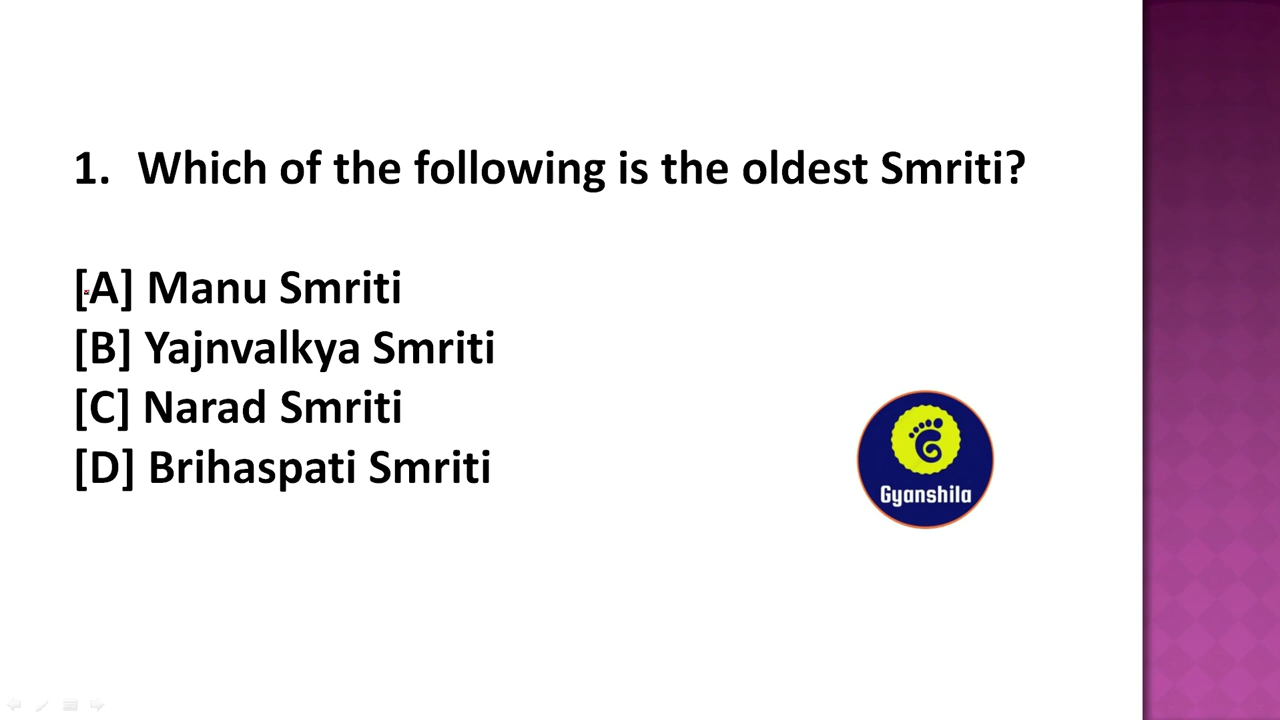 1. Which of the following is the oldest Smriti?
[A] Manu Smriti
[B] Yajnvalkya Smriti
[C] Narad Smriti
[D] Brihaspati Smriti
Gyanshila